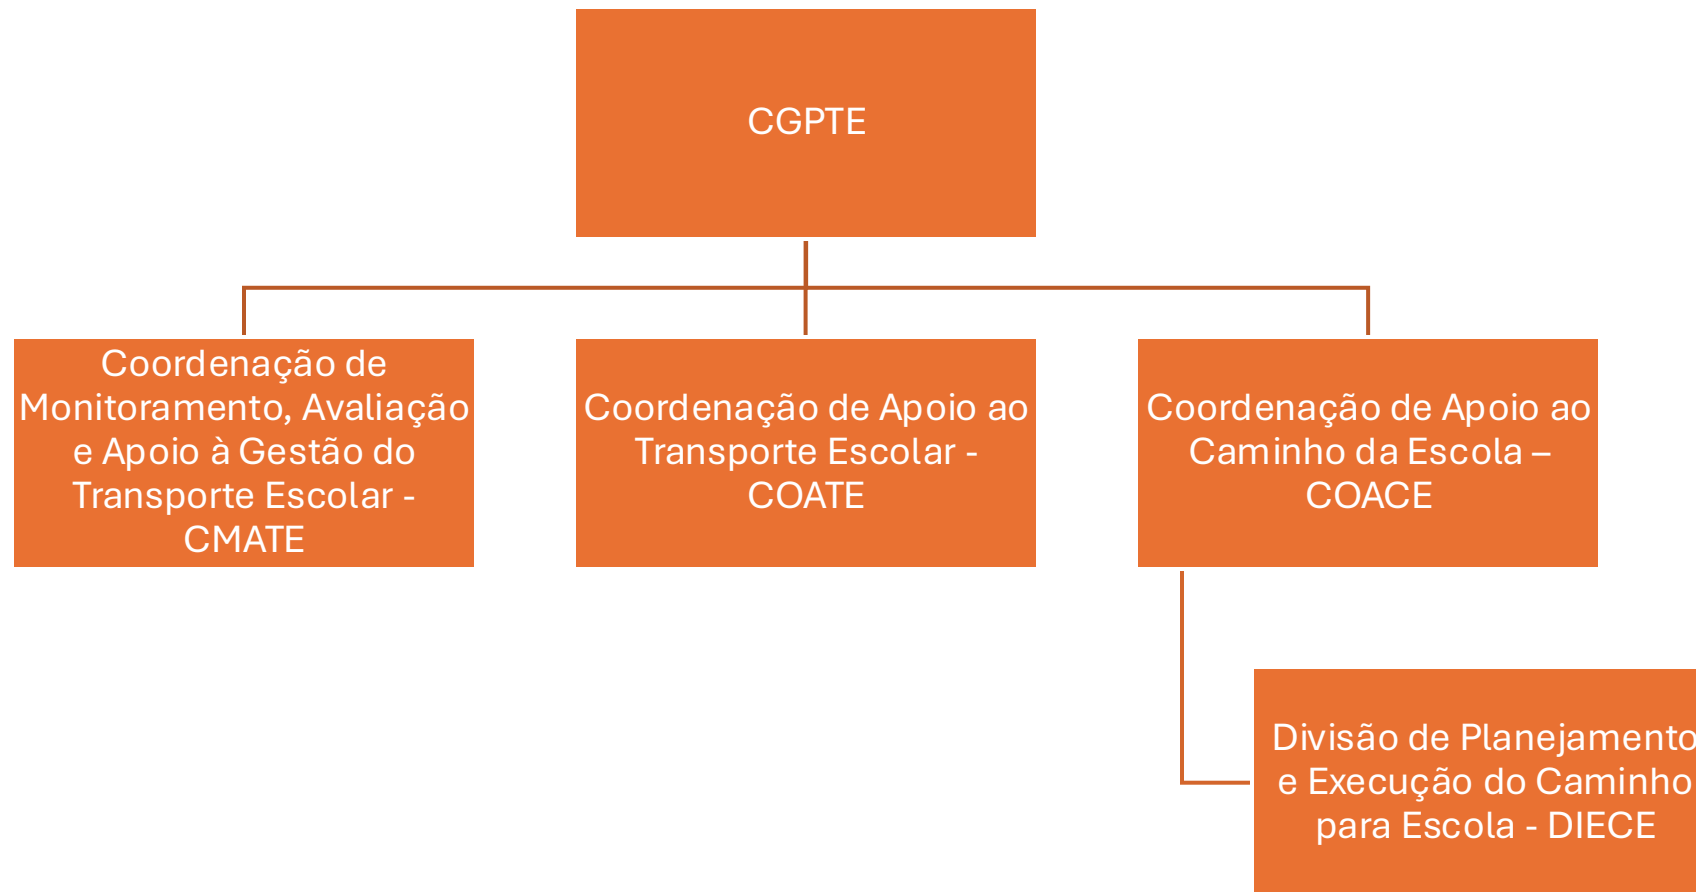 CGPTE
Coordenação de
Monitoramento, Avaliação
e Apoio à Gestão do
Transporte Escolar -
CMATE
Coordenação de Apoio ao
Transporte Escolar -
COATE
Coordenação de Apoio ao
Caminho da Escola –
COACE
Divisão de Planejamento
e Execução do Caminho
para Escola - DIECE